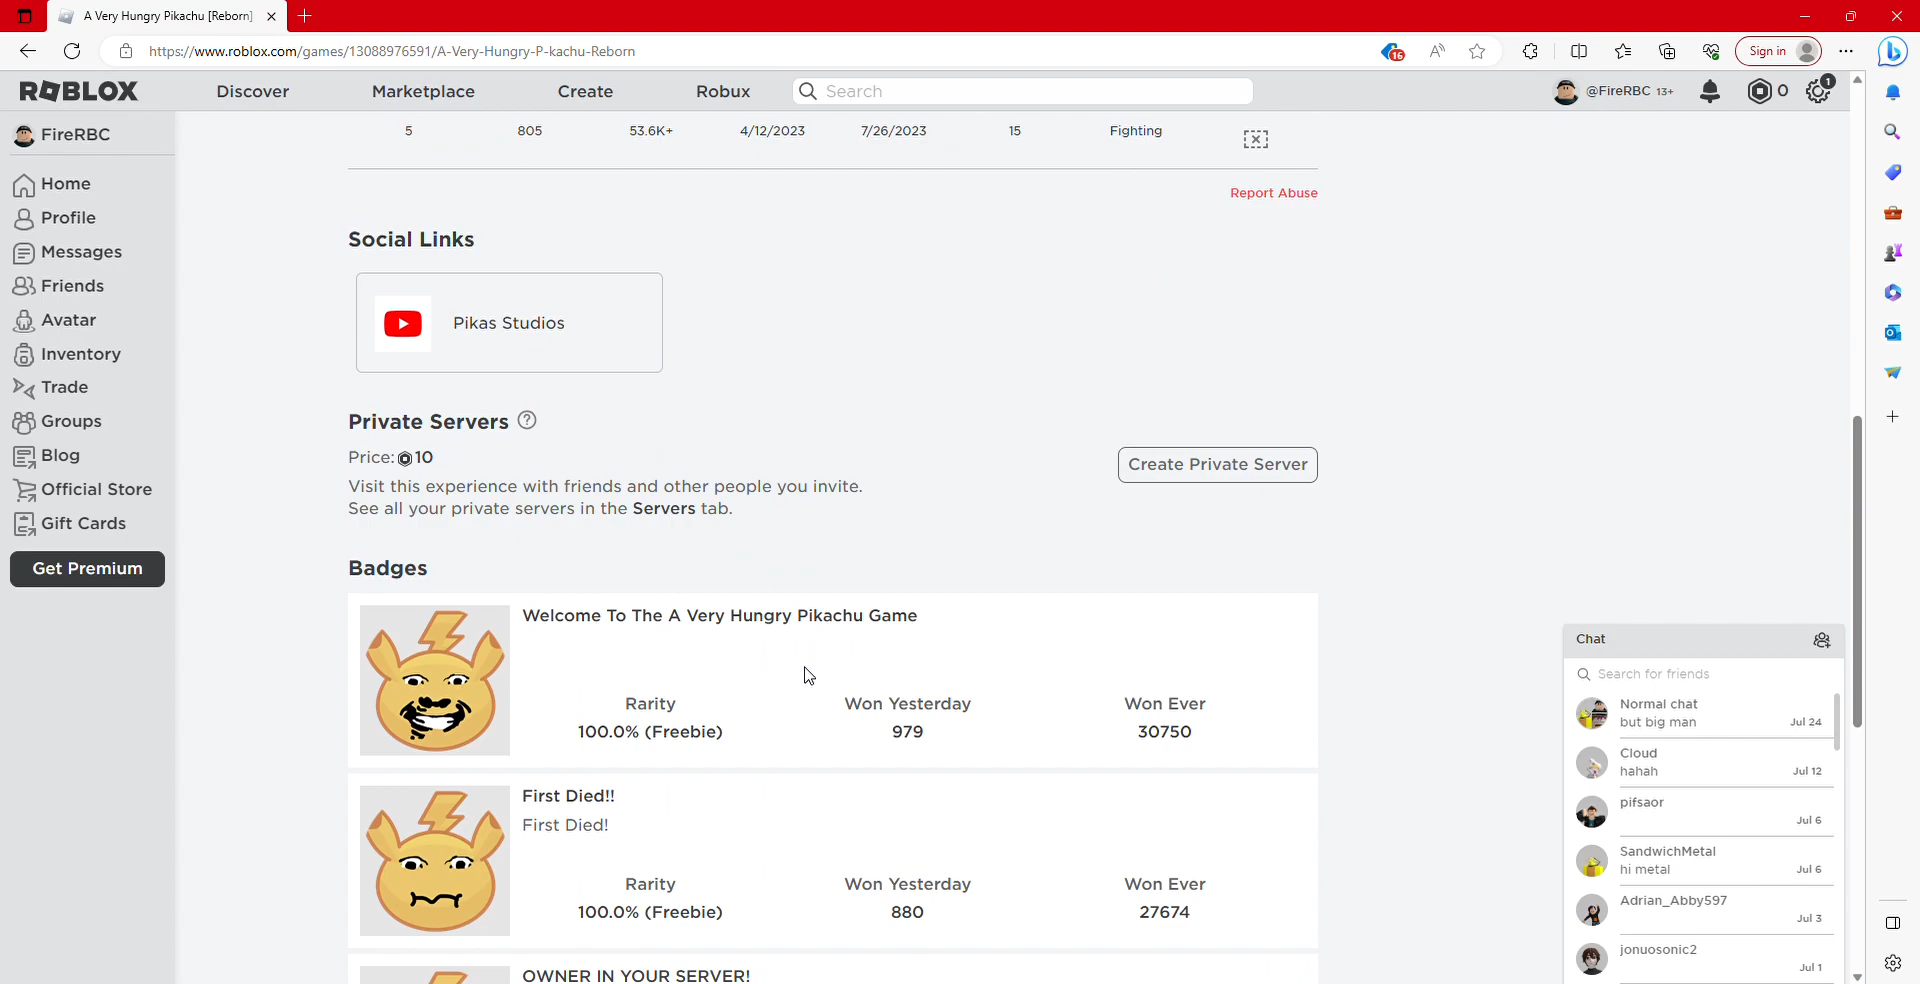 A Very Hungry Pikachu [Reborn]
https://www.roblox.com/games/13088976591/A-Very-Hungry-P-kachu-Reborn
16
Sign in
ROBLOX
Discover
Marketplace
Create
Robux
Search
@FireRBC 13+
0
1
FireRBC
Home
Profile
Messages
Friends
Avatar
Inventory
Trade
Groups
Blog
Official Store
Gift Cards
Get Premium
5 805 53.6K+ 4/12/2023 7/26/2023 15 Fighting
Report Abuse
Social Links
Pikas Studios
Private Servers
Price: 10
Create Private Server
Visit this experience with friends and other people you invite.
See all your private servers in the Servers tab.
Badges
Welcome To The A Very Hungry Pikachu Game
Rarity Won Yesterday Won Ever
100.0% (Freebie) 979 30750
First Died!!
First Died!
Rarity Won Yesterday Won Ever
100.0% (Freebie) 880 27674
OWNER IN YOUR SERVER!
Chat
Search for friends
Normal chat
but big man Jul 24
Cloud
hahah Jul 12
pifsaor
Jul 6
SandwichMetal
hi metal Jul 6
Adrian_Abby597
Jul 3
jonuosonic2
Jul 1